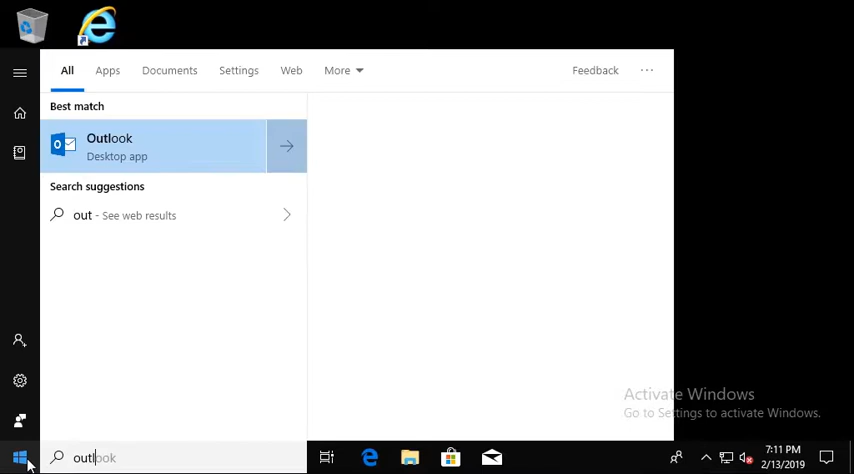 All Apps Documents Settings Web More Feedback ...
Best match
Outlook
Desktop app
Search suggestions
out - See web results
Activate Windows
Go to Settings to activate Windows.
outlook
7:11 PM
2/13/2019